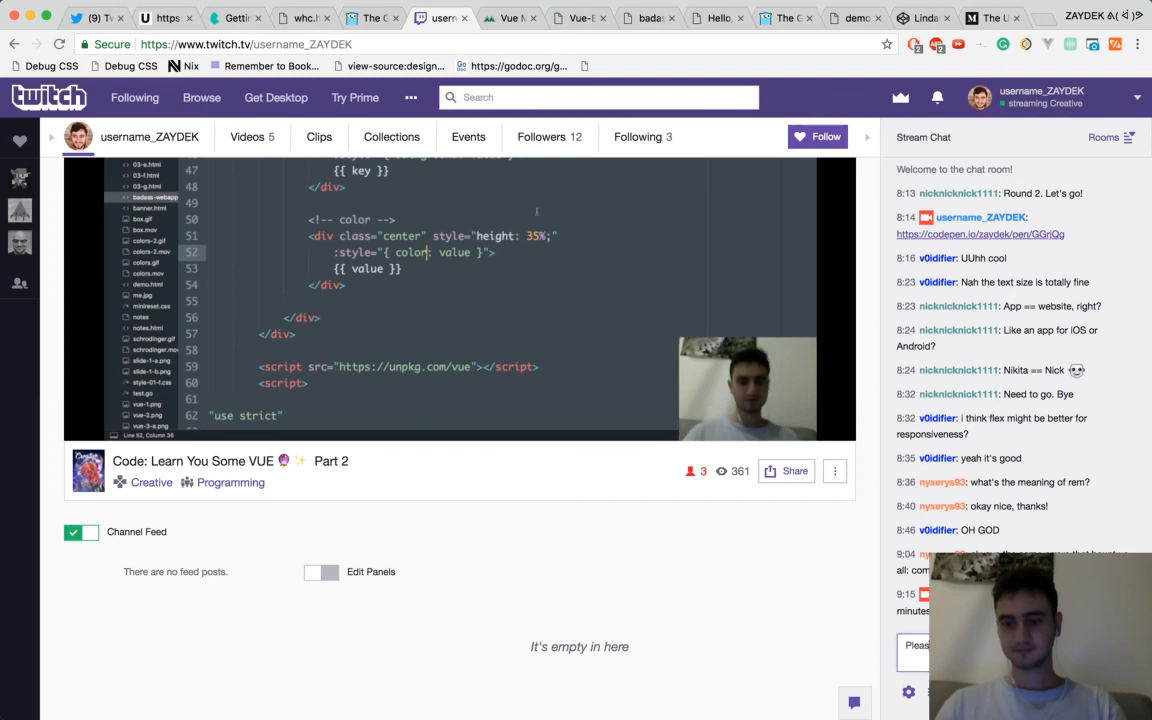 (9) Tw
https
Gettin
whc.h
The G
usern
Vue M
Vue-E
badas
Hello,
The G
demo
Linda
The U
ZAYDEK
Secure
https://www.twitch.tv/username_ZAYDEK
2
2
Debug CSS
Debug CSS
Nix
Remember to Book...
view-source:design...
https://godoc.org/g...
twitch
Following
Browse
Get Desktop
Try Prime
Search
username_ZAYDEK
streaming Creative
username_ZAYDEK
Videos 5
Clips
Collections
Events
Followers 12
Following 3
Follow
Stream Chat
Rooms
03-e.html
03-f.html
03-g.html
badass-webapp
banner.html
box.gif
box.mov
colors-2.gif
colors-2.mov
colors.gif
colors.mov
demo.html
me.jpg
minireset.css
notes
notes.html
schrodinger.gif
schrodinger.mo
slide-1-a.png
slide-1-b.png
style-01-f.css
test.go
vue-1.png
vue-2.png
vue-3-a.png
Line 52, Column 36
47 {{ key }}
48 </div>
49
50 <!-- color -->
51 <div class="center" style="height: 35%;"
52 :style="{ color: value }">
53 {{ value }}
54 </div>
55
56 </div>
57 </div>
58
59 <script src="https://unpkg.com/vue"></script>
60 <script>
61
62 "use strict"
Code: Learn You Some VUE 🔮 ✨ Part 2
Creative
Programming
3
361
Share
Channel Feed
There are no feed posts.
Edit Panels
It's empty in here
Welcome to the chat room!
8:13 nicknicknick1111: Round 2. Let's go!
8:14 username_ZAYDEK:
https://codepen.io/zaydek/pen/GGrjQg
8:16 v0idifier: UUhh cool
8:23 v0idifier: Nah the text size is totally
fine
8:23 nicknicknick1111: App == website, right?
8:24 nicknicknick1111: Like an app for iOS or
Android?
8:24 nicknicknick1111: Nikita == Nick
8:32 nicknicknick1111: Need to go. Bye
8:32 v0idifier: i think flex might be better for
responsiveness?
8:35 v0idifier: yeah it's good
8:36 nyxerys93: what's the meaning of rem?
8:40 nyxerys93: okay nice, thanks!
8:46 v0idifier: OH GOD
9:04 ny
all: com
9:15
minutes
Pleas